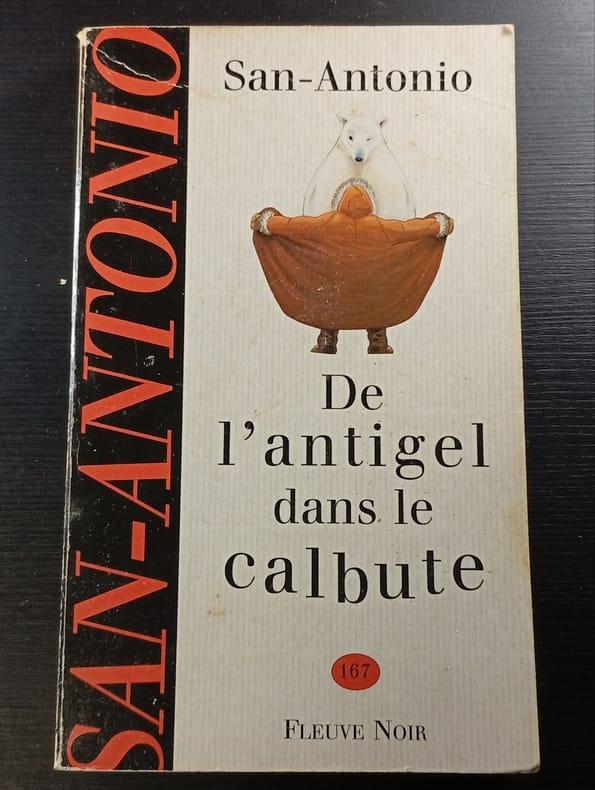 SAN-ANTONIO
San-Antonio
De
l'antigel
dans le
calbute
167
FLEUVE NOIR